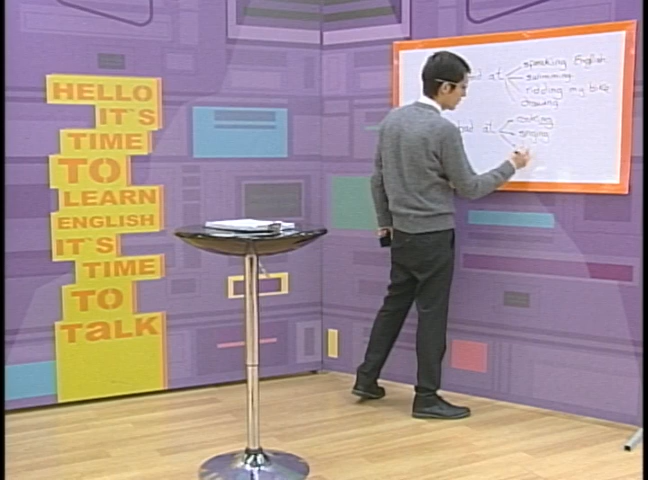 HELLO
IT'S
TIME
TO
LEARN
ENGLISH
IT'S
TIME
TO
TaLK
speaking English
at
swimming
ridding my bike
drawing
bad at
cooking
singing